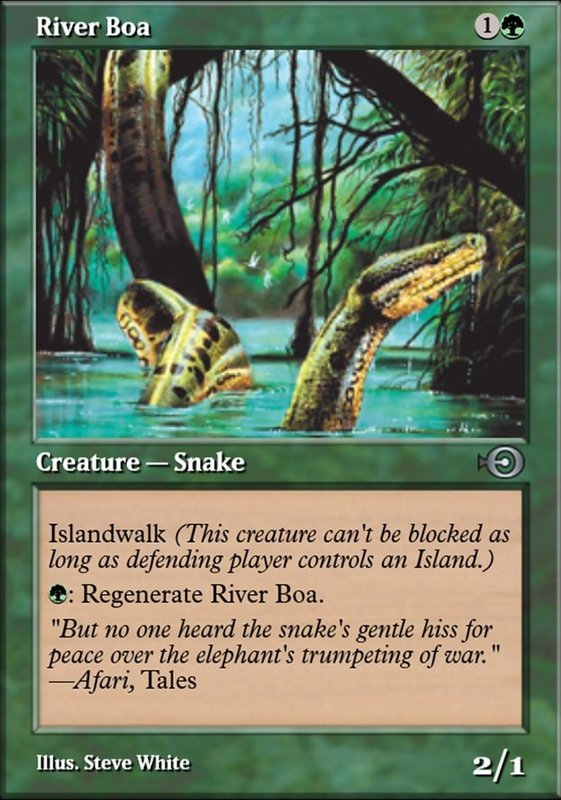 River Boa 1
Creature — Snake
Islandwalk (This creature can't be blocked as
long as defending player controls an Island.)
: Regenerate River Boa.
"But no one heard the snake's gentle hiss for
peace over the elephant's trumpeting of war."
—Afari, Tales
Illus. Steve White
2/1